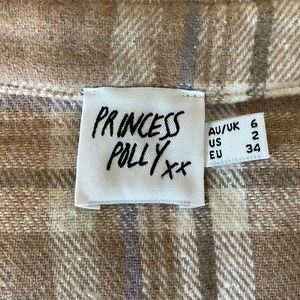 PRINCESS
POLLY xx
AU/UK 6
US 2
EU 34